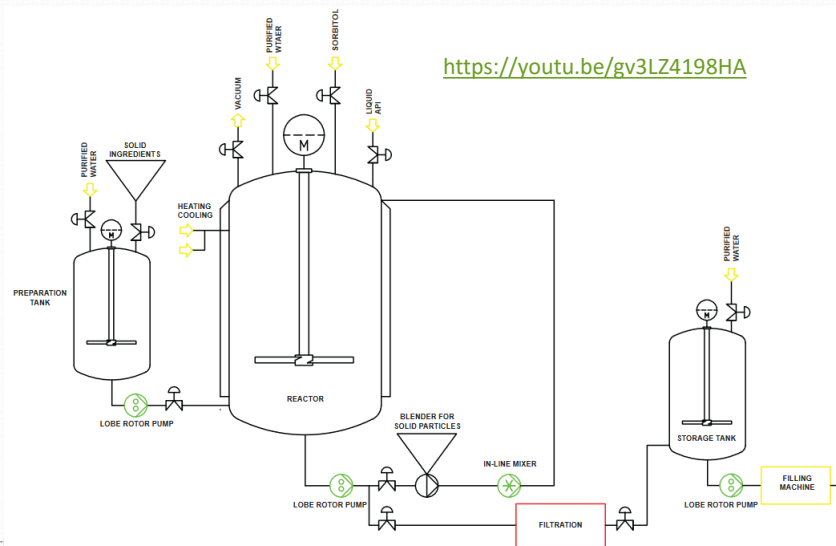 https://youtu.be/gv3LZ4198HA
PURIFIED
WTAER
SORBITOL
VACUUM
LIQUID
API
M
SOLID
INGREDIENTS
PURIFIED
WATER
M
HEATING
COOLING
PREPARATION
TANK
LOBE ROTOR PUMP
REACTOR
BLENDER FOR
SOLID PARTICLES
IN-LINE MIXER
LOBE ROTOR PUMP
FILTRATION
PURIFIED
WATER
M
STORAGE TANK
LOBE ROTOR PUMP
FILLING
MACHINE